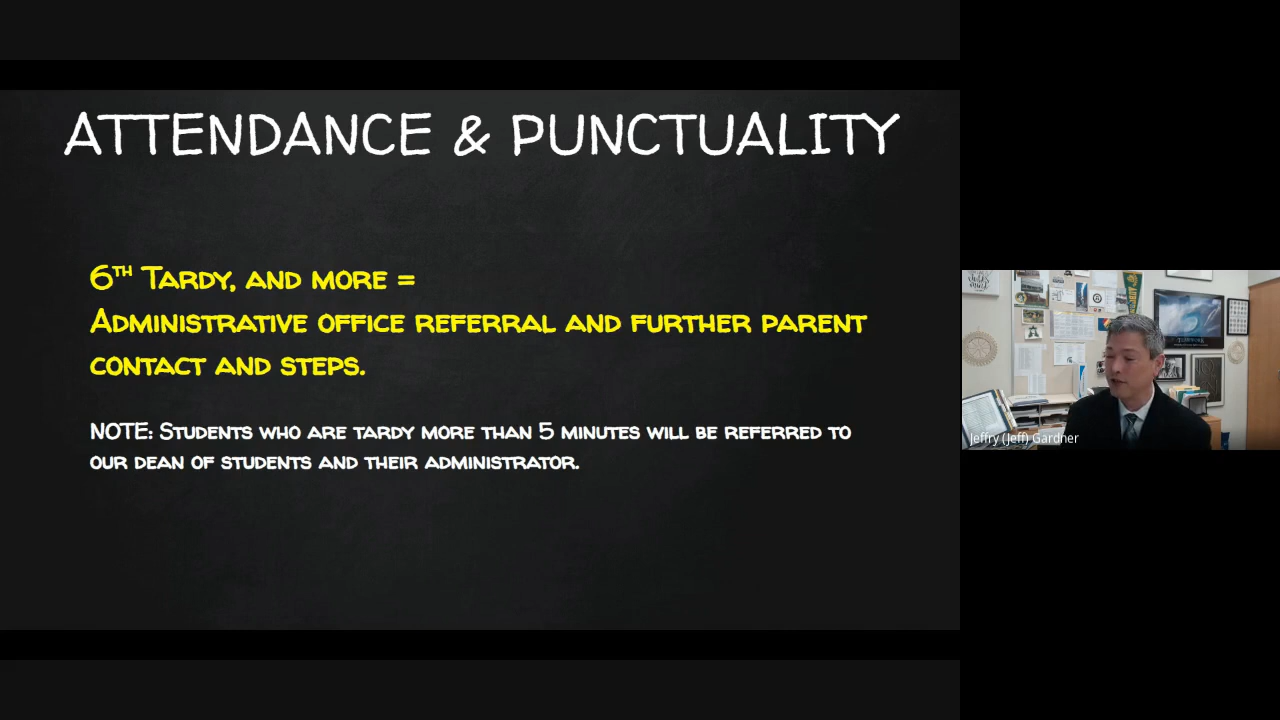 ATTENDANCE & PUNCTUALITY
6TH TARDY, AND MORE =
ADMINISTRATIVE OFFICE REFERRAL AND FURTHER PARENT
CONTACT AND STEPS.
NOTE: STUDENTS WHO ARE TARDY MORE THAN 5 MINUTES WILL BE REFERRED TO
OUR DEAN OF STUDENTS AND THEIR ADMINISTRATOR.
Jeffry (Jeff) Gardner